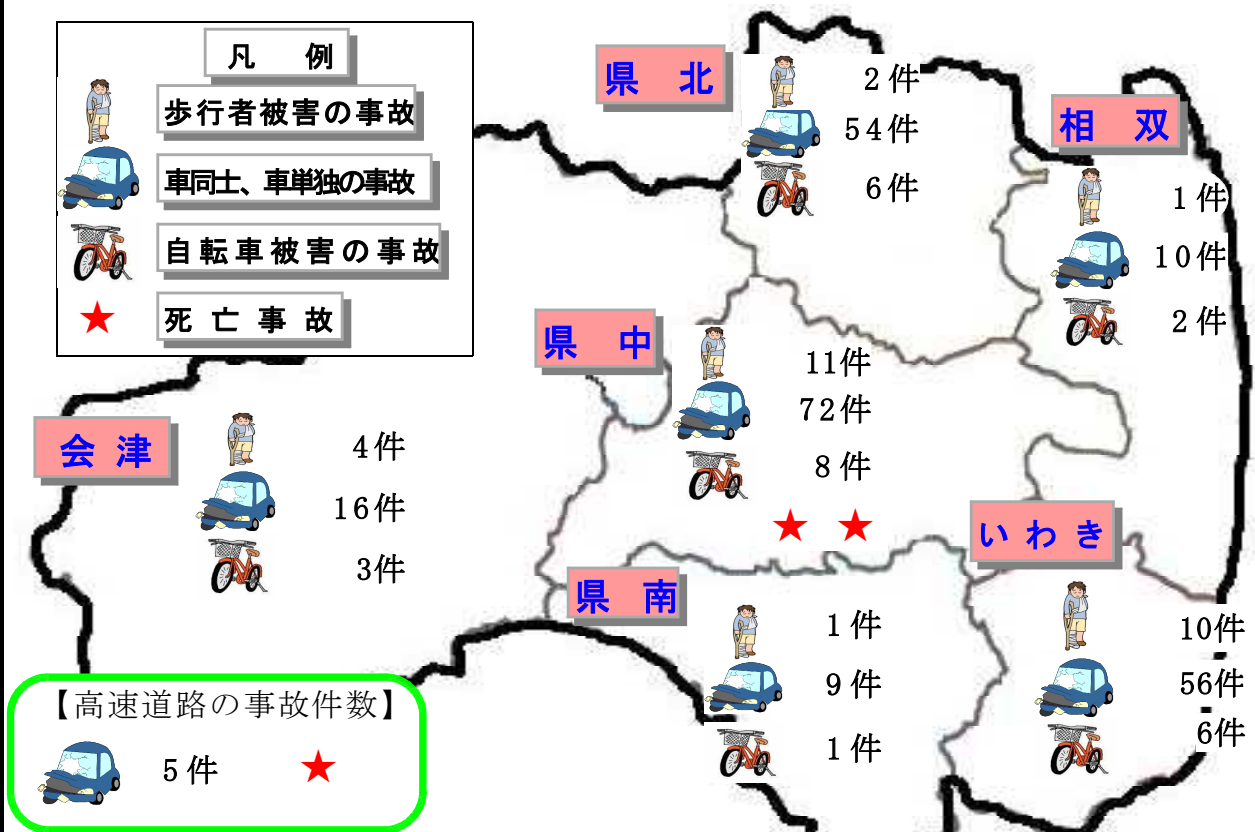 凡 例
歩行者被害の事故
車同士、車単独の事故
自転車被害の事故
死亡事故
県 北
2件
54件
6件
相 双
1件
10件
2件
県 中
11件
72件
8件
会 津
4件
16件
3件
県 南
1件
9件
1件
いわき
10件
56件
6件
【高速道路の事故件数】
5件